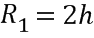 R₁ = 2h